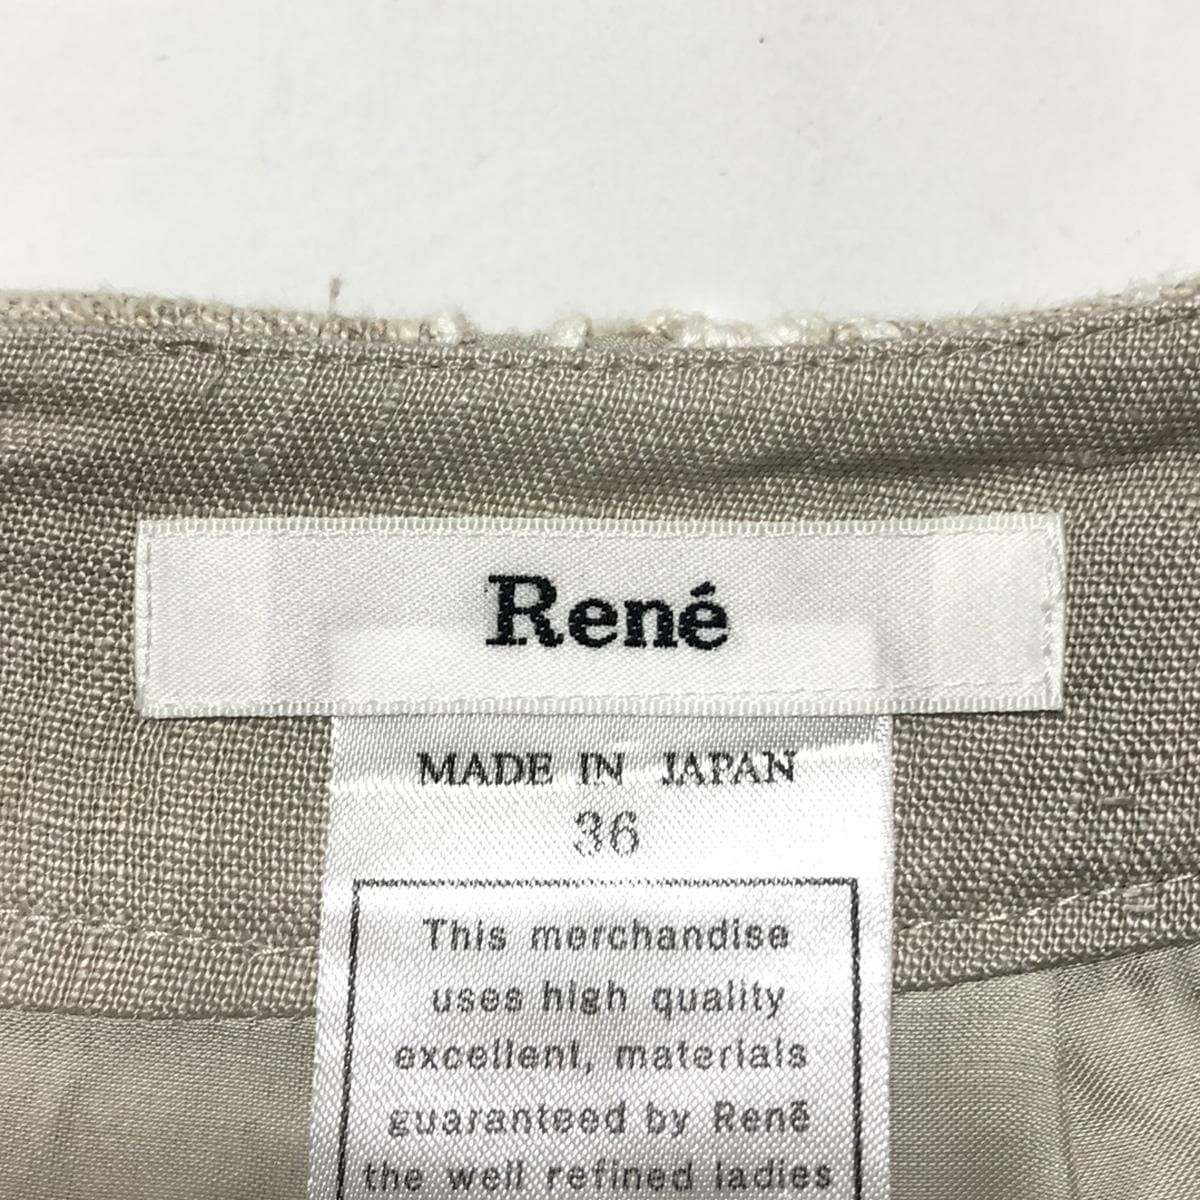 René
MADE IN JAPAN
36
This merchandise
uses high quality
excellent, materials
guaranteed by René
the well refined ladies